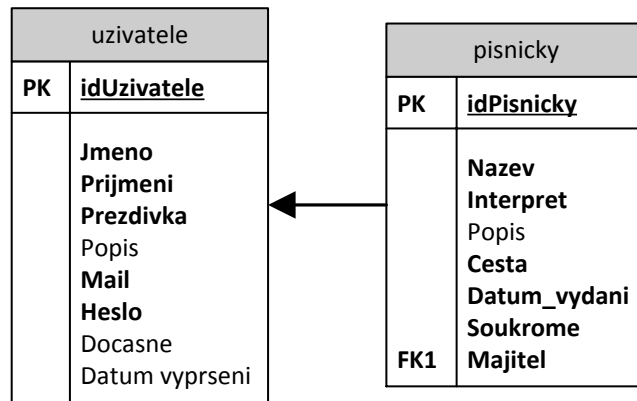 uzivatele
PK idUzivatele
Jmeno
Prijmeni
Prezdivka
Popis
Mail
Heslo
Docasne
Datum vyprseni
pisnicky
PK idPisnicky
Nazev
Interpret
Popis
Cesta
Datum_vydani
Soukrome
FK1 Majitel